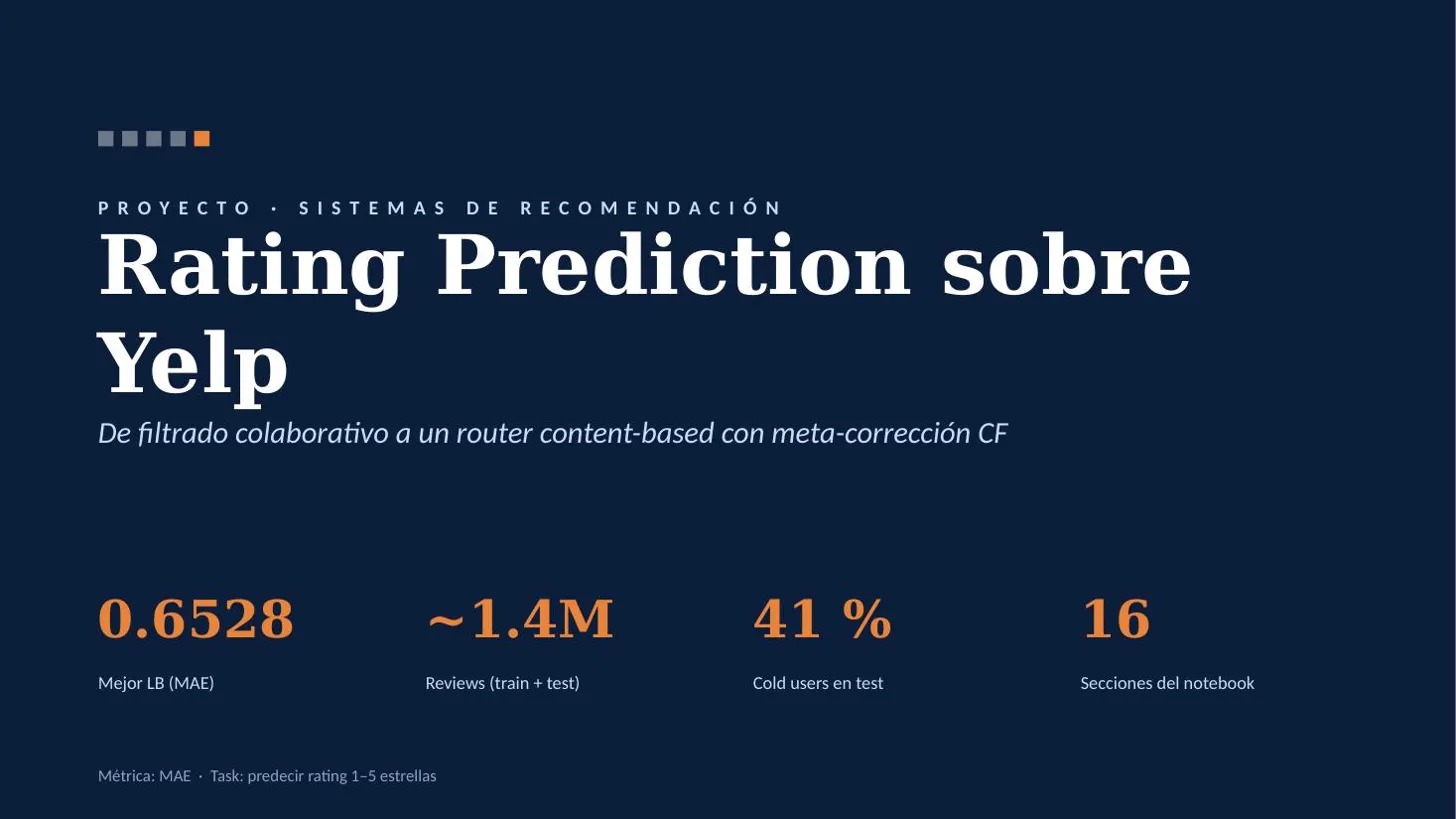 PROYECTO · SISTEMAS DE RECOMENDACIÓN
Rating Prediction sobre
Yelp
De filtrado colaborativo a un router content-based con meta-corrección CF
0.6528
Mejor LB (MAE)
~1.4M
Reviews (train + test)
41 %
Cold users en test
16
Secciones del notebook
Métrica: MAE · Task: predecir rating 1–5 estrellas